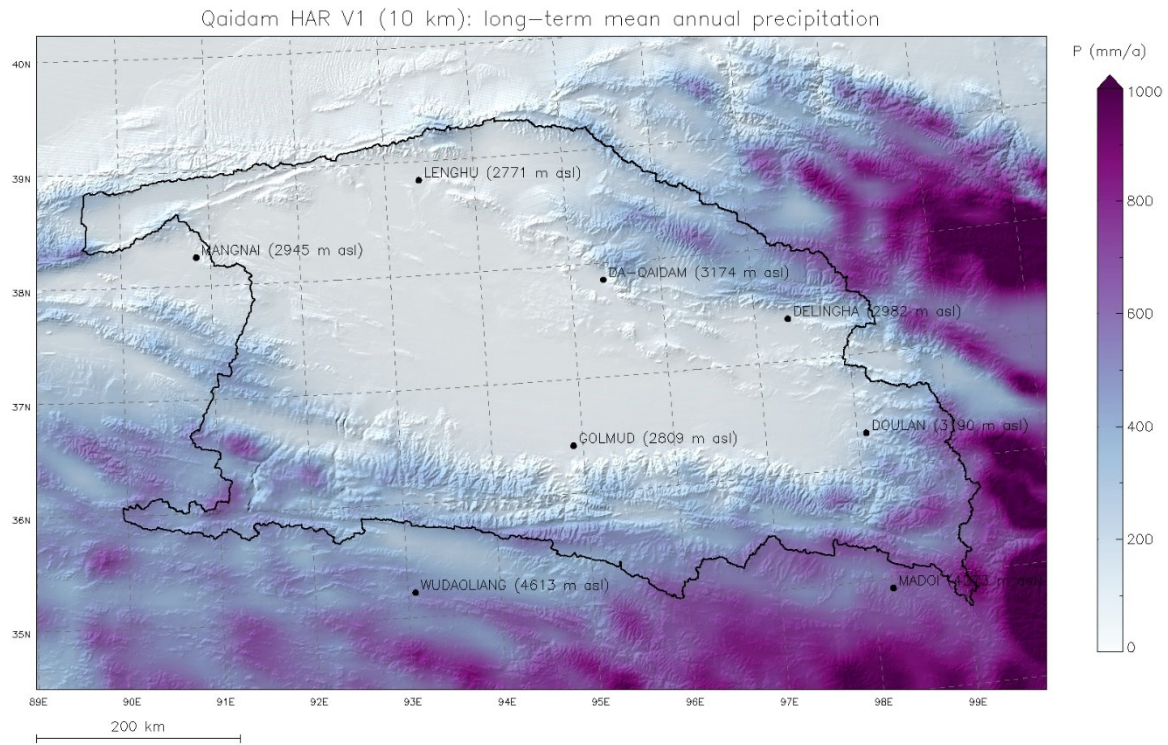 Qaidam HAR V1 (10 km): long-term mean annual precipitation
P (mm/a)
40N
39N
38N
37N
36N
35N
LENGHU (2771 m asl)
MANGNAI (2945 m asl)
DA-QAIDAM (3174 m asl)
DELINGHA (2982 m asl)
DOULAN (3190 m asl)
GOLMUD (2809 m asl)
WUDAOLIANG (4613 m asl)
MADOI m asl)
1000
800
600
400
200
0
89E 90E 91E 92E 93E 94E 95E 96E 97E 98E 99E
200 km